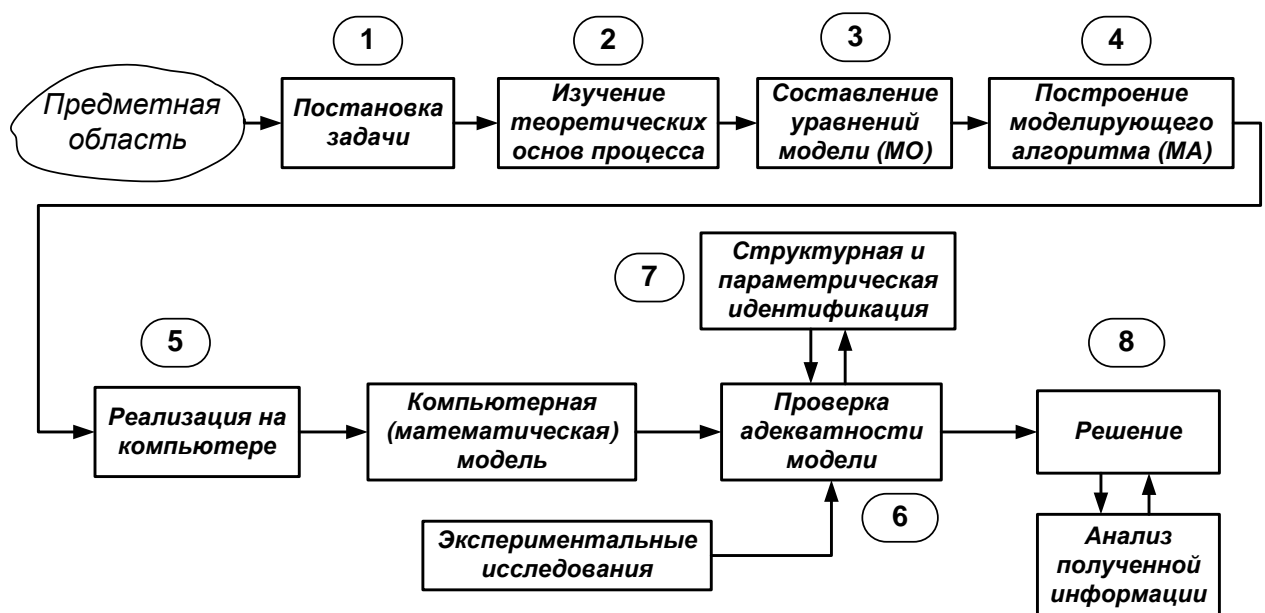 1
2
3
4
Предметная
область
Постановка
задачи
Изучение
теоретических
основ процесса
Составление
уравнений
модели (МО)
Построение
моделирующего
алгоритма (МА)
7
Структурная и
параметрическая
идентификация
5
8
Реализация на
компьютере
Компьютерная
(математическая)
модель
Проверка
адекватности
модели
Решение
6
Экспериментальные
исследования
Анализ
полученной
информации